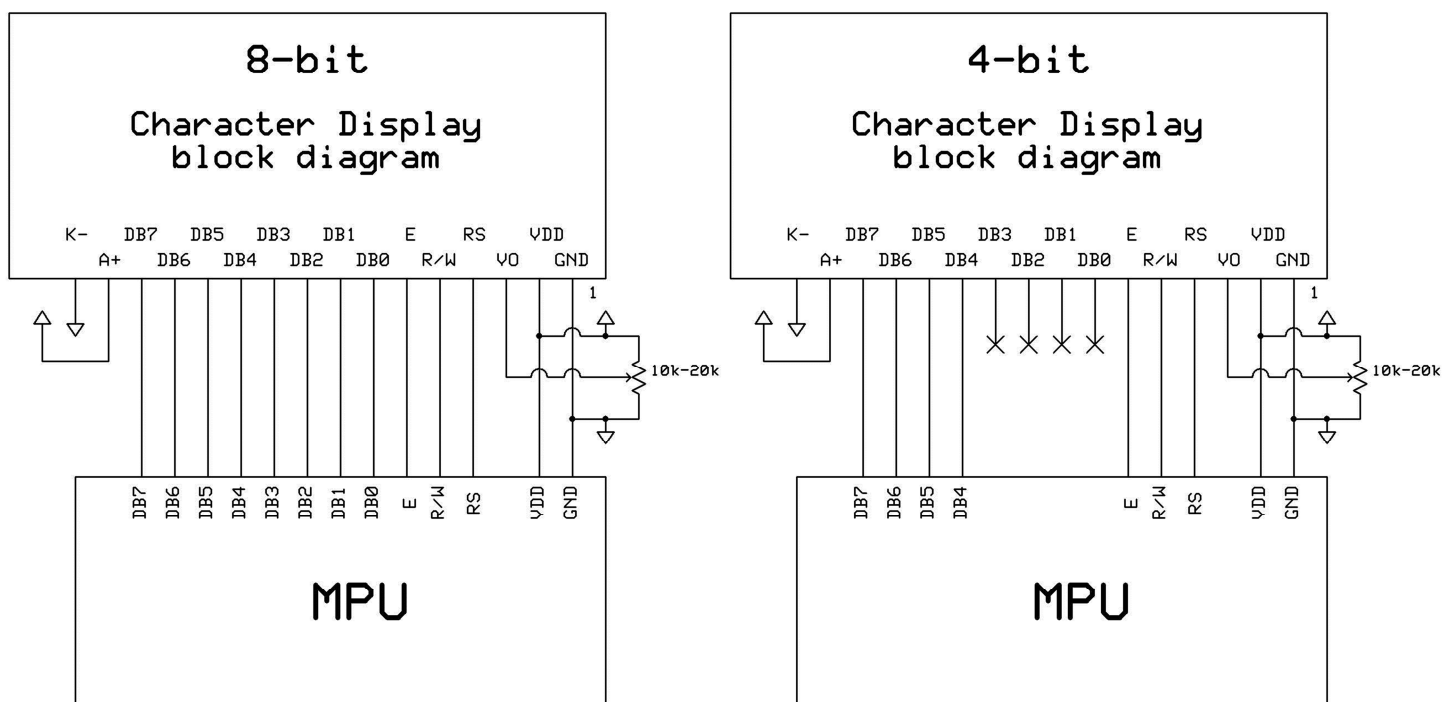 8-bit
Character Display
block diagram
K- DB7 DB5 DB3 DB1 E RS VDD
A+ DB6 DB4 DB2 DB0 R/W VO GND
1
10k-20k
DB7 DB6 DB5 DB4 DB3 DB2 DB1 DB0 E R/W RS VDD GND
MPU
4-bit
Character Display
block diagram
K- DB7 DB5 DB3 DB1 E RS VDD
A+ DB6 DB4 DB2 DB0 R/W VO GND
1
10k-20k
DB7 DB6 DB5 DB4 E R/W RS VDD GND
MPU